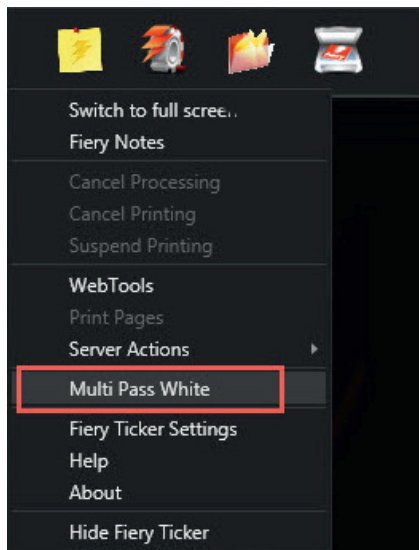 Switch to full screen
Fiery Notes
Cancel Processing
Cancel Printing
Suspend Printing
WebTools
Print Pages
Server Actions
Multi Pass White
Fiery Ticker Settings
Help
About
Hide Fiery Ticker